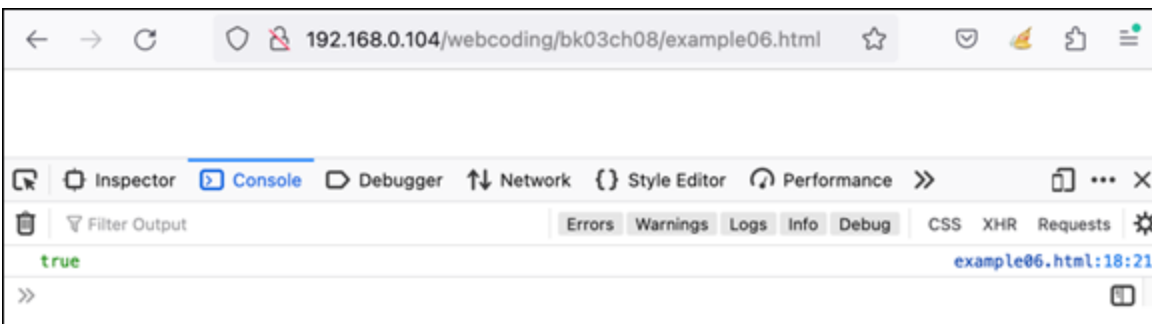 192.168.0.104/webcoding/bk03ch08/example06.html
Inspector Console Debugger Network {} Style Editor Performance
Filter Output Errors Warnings Logs Info Debug CSS XHR Requests
true example06.html:18:21